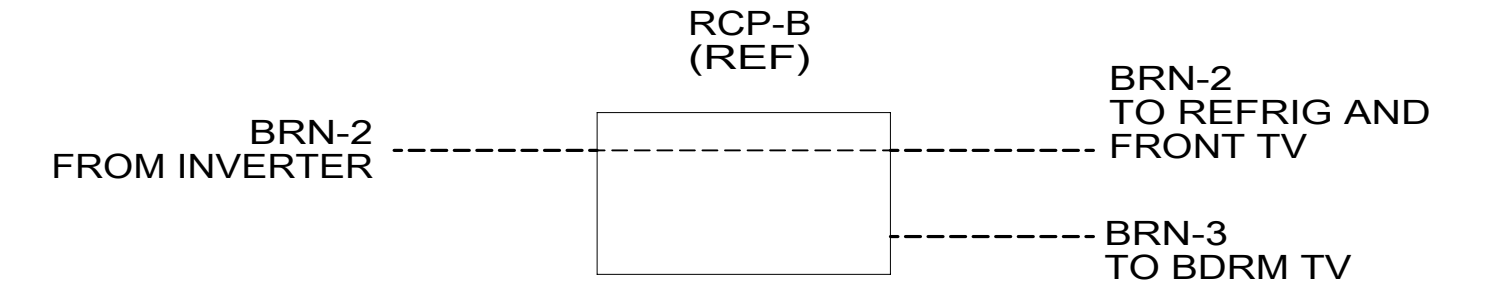 RCP-B
(REF)
BRN-2
FROM INVERTER
BRN-2
TO REFRIG AND
FRONT TV
BRN-3
TO BDRM TV